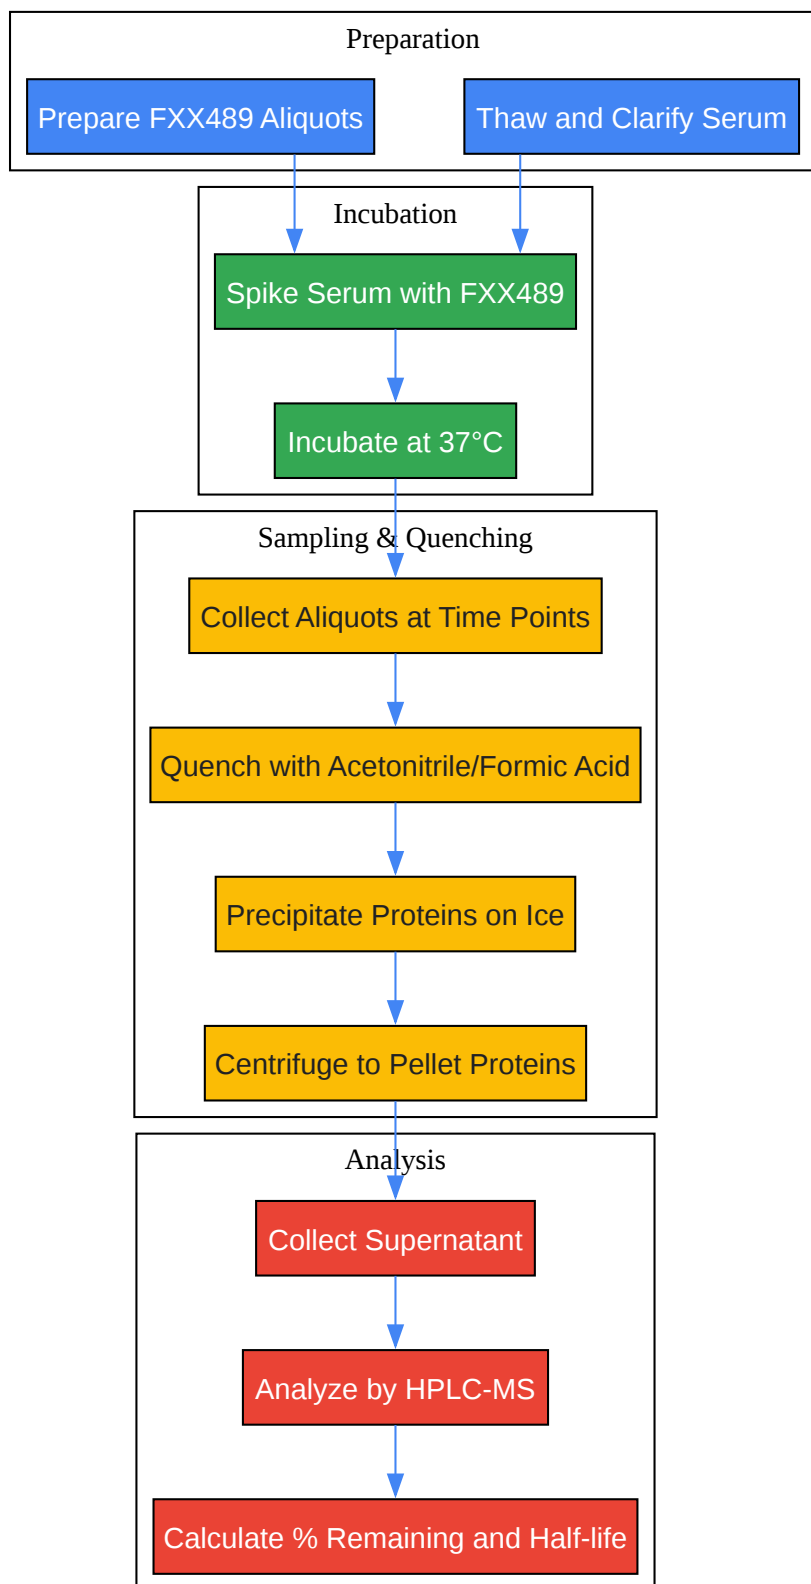 Preparation
Prepare FXX489 Aliquots
Thaw and Clarify Serum
Incubation
Spike Serum with FXX489
Incubate at 37°C
Sampling & Quenching
Collect Aliquots at Time Points
Quench with Acetonitrile/Formic Acid
Precipitate Proteins on Ice
Centrifuge to Pellet Proteins
Analysis
Collect Supernatant
Analyze by HPLC-MS
Calculate % Remaining and Half-life